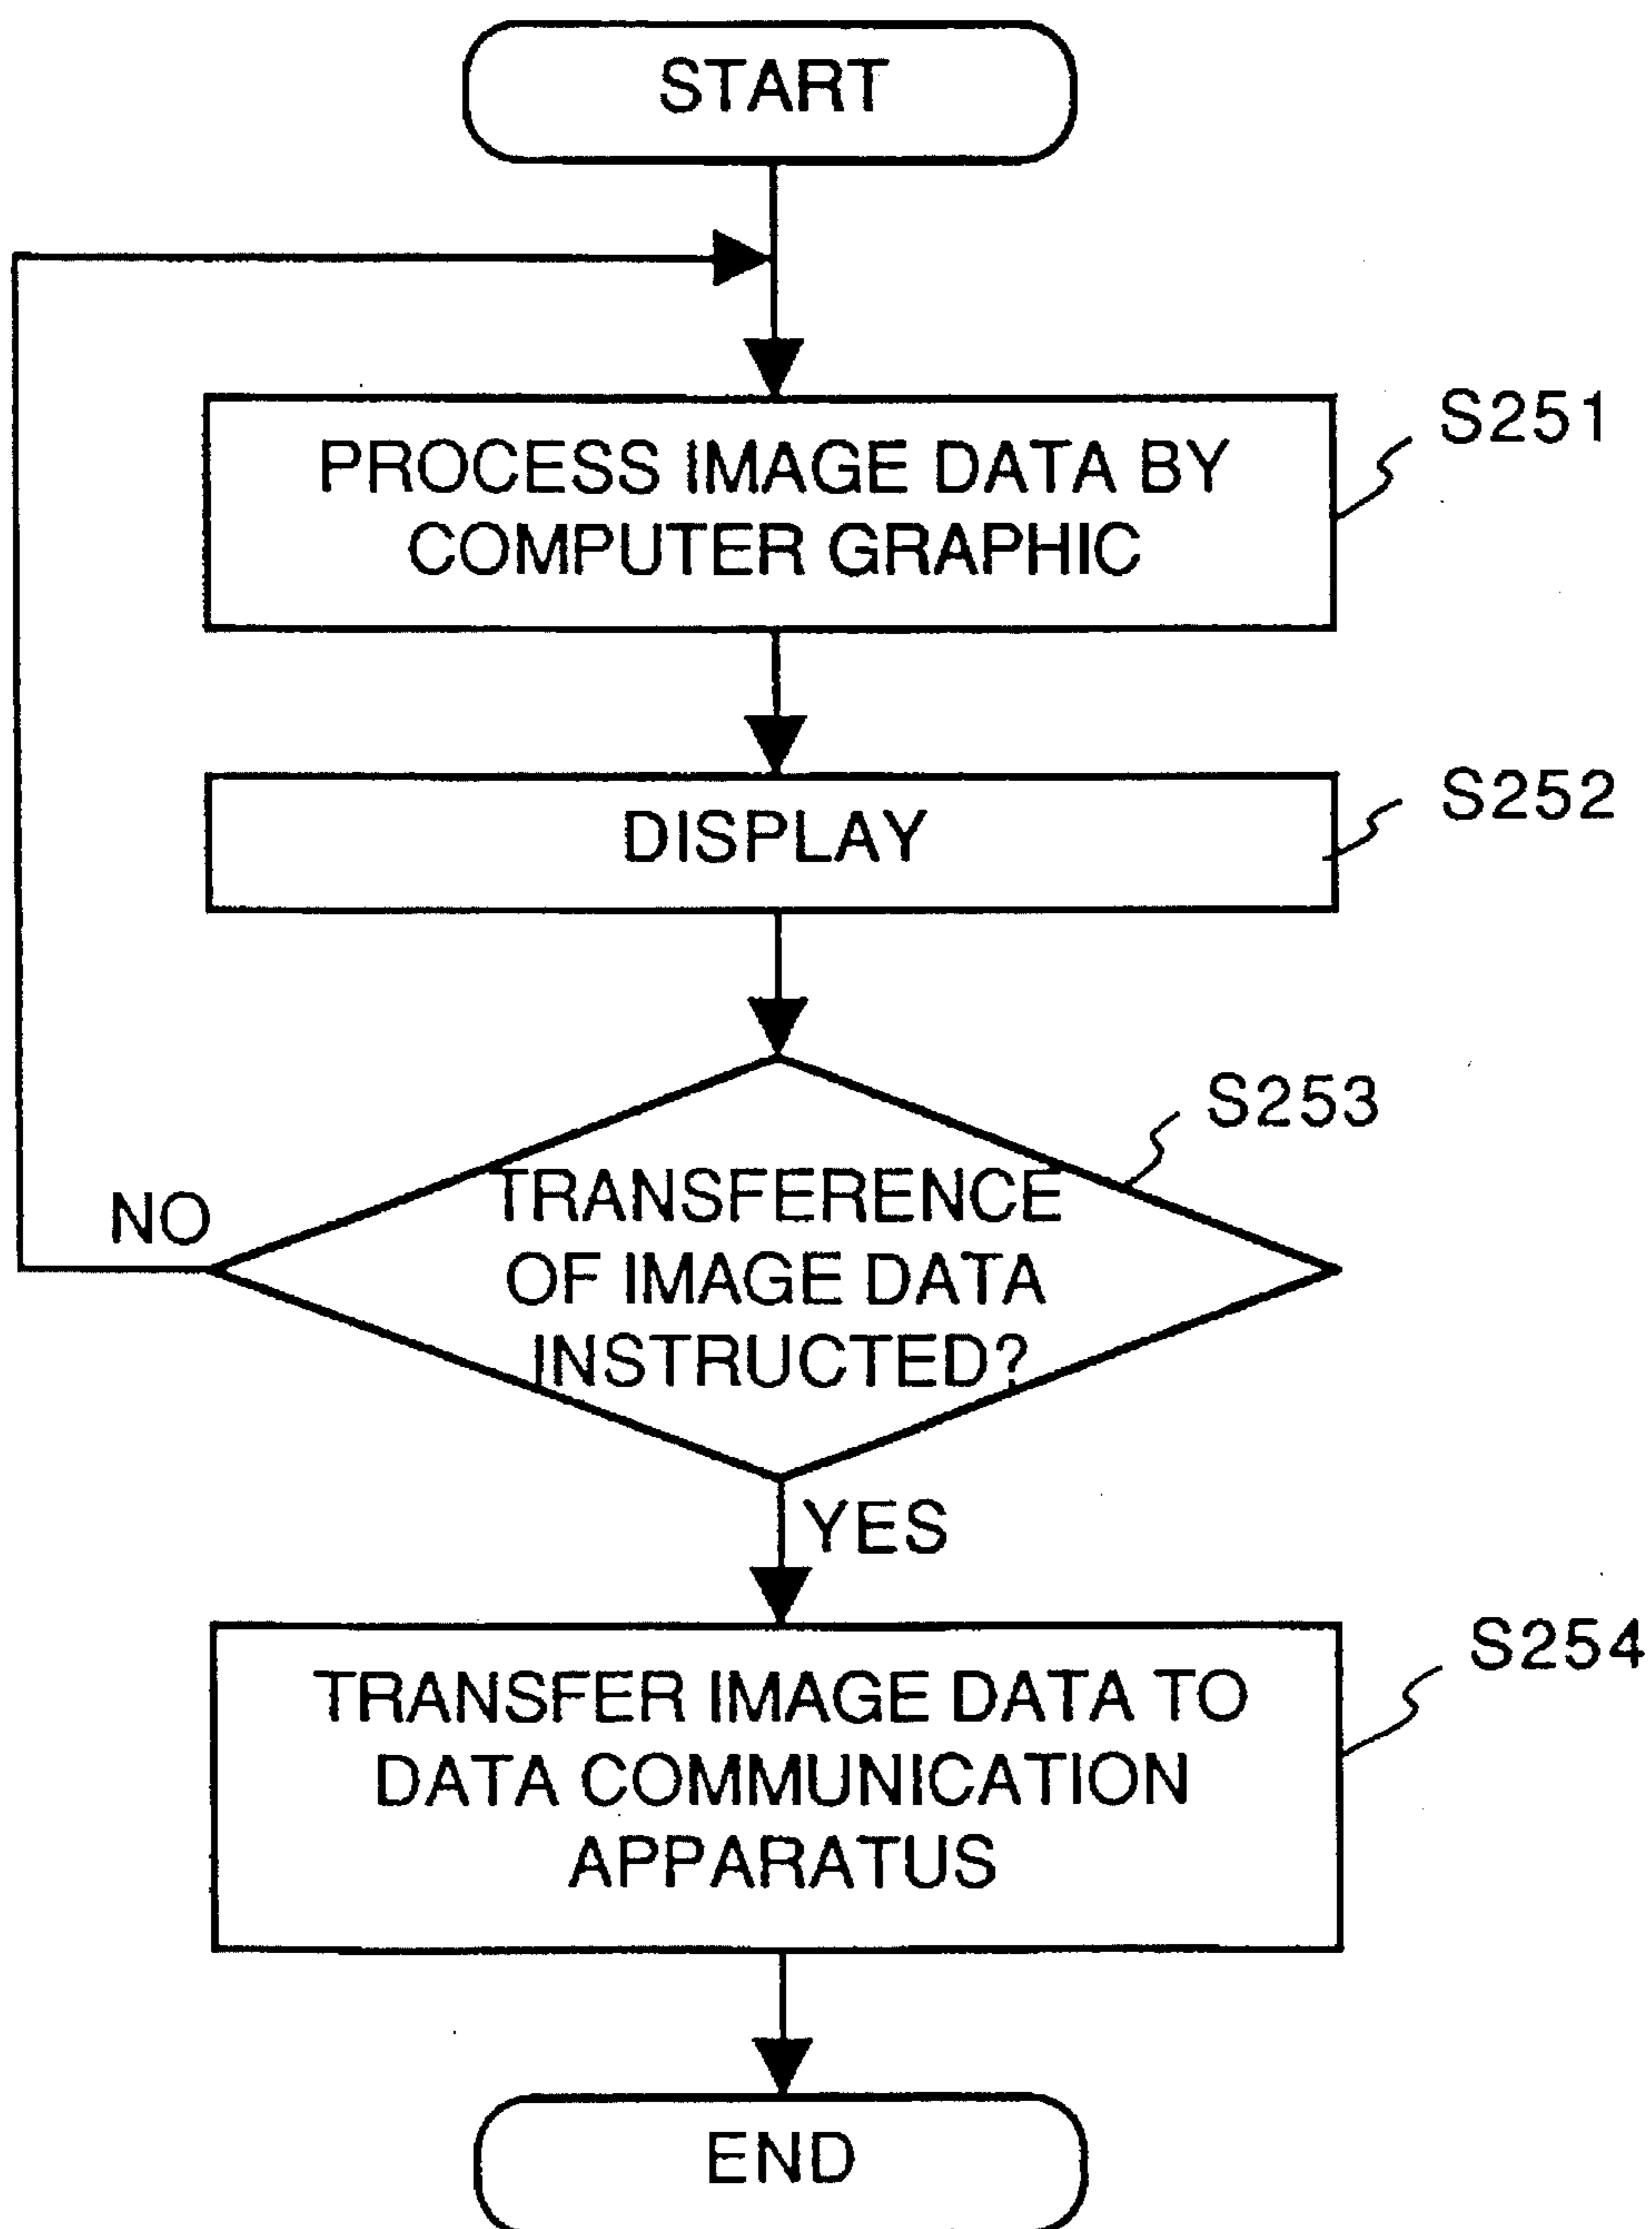 START
PROCESS IMAGE DATA BY
COMPUTER GRAPHIC
S251
DISPLAY
S252
TRANSFERENCE
OF IMAGE DATA
INSTRUCTED?
S253
NO
YES
TRANSFER IMAGE DATA TO
DATA COMMUNICATION
APPARATUS
S254
END